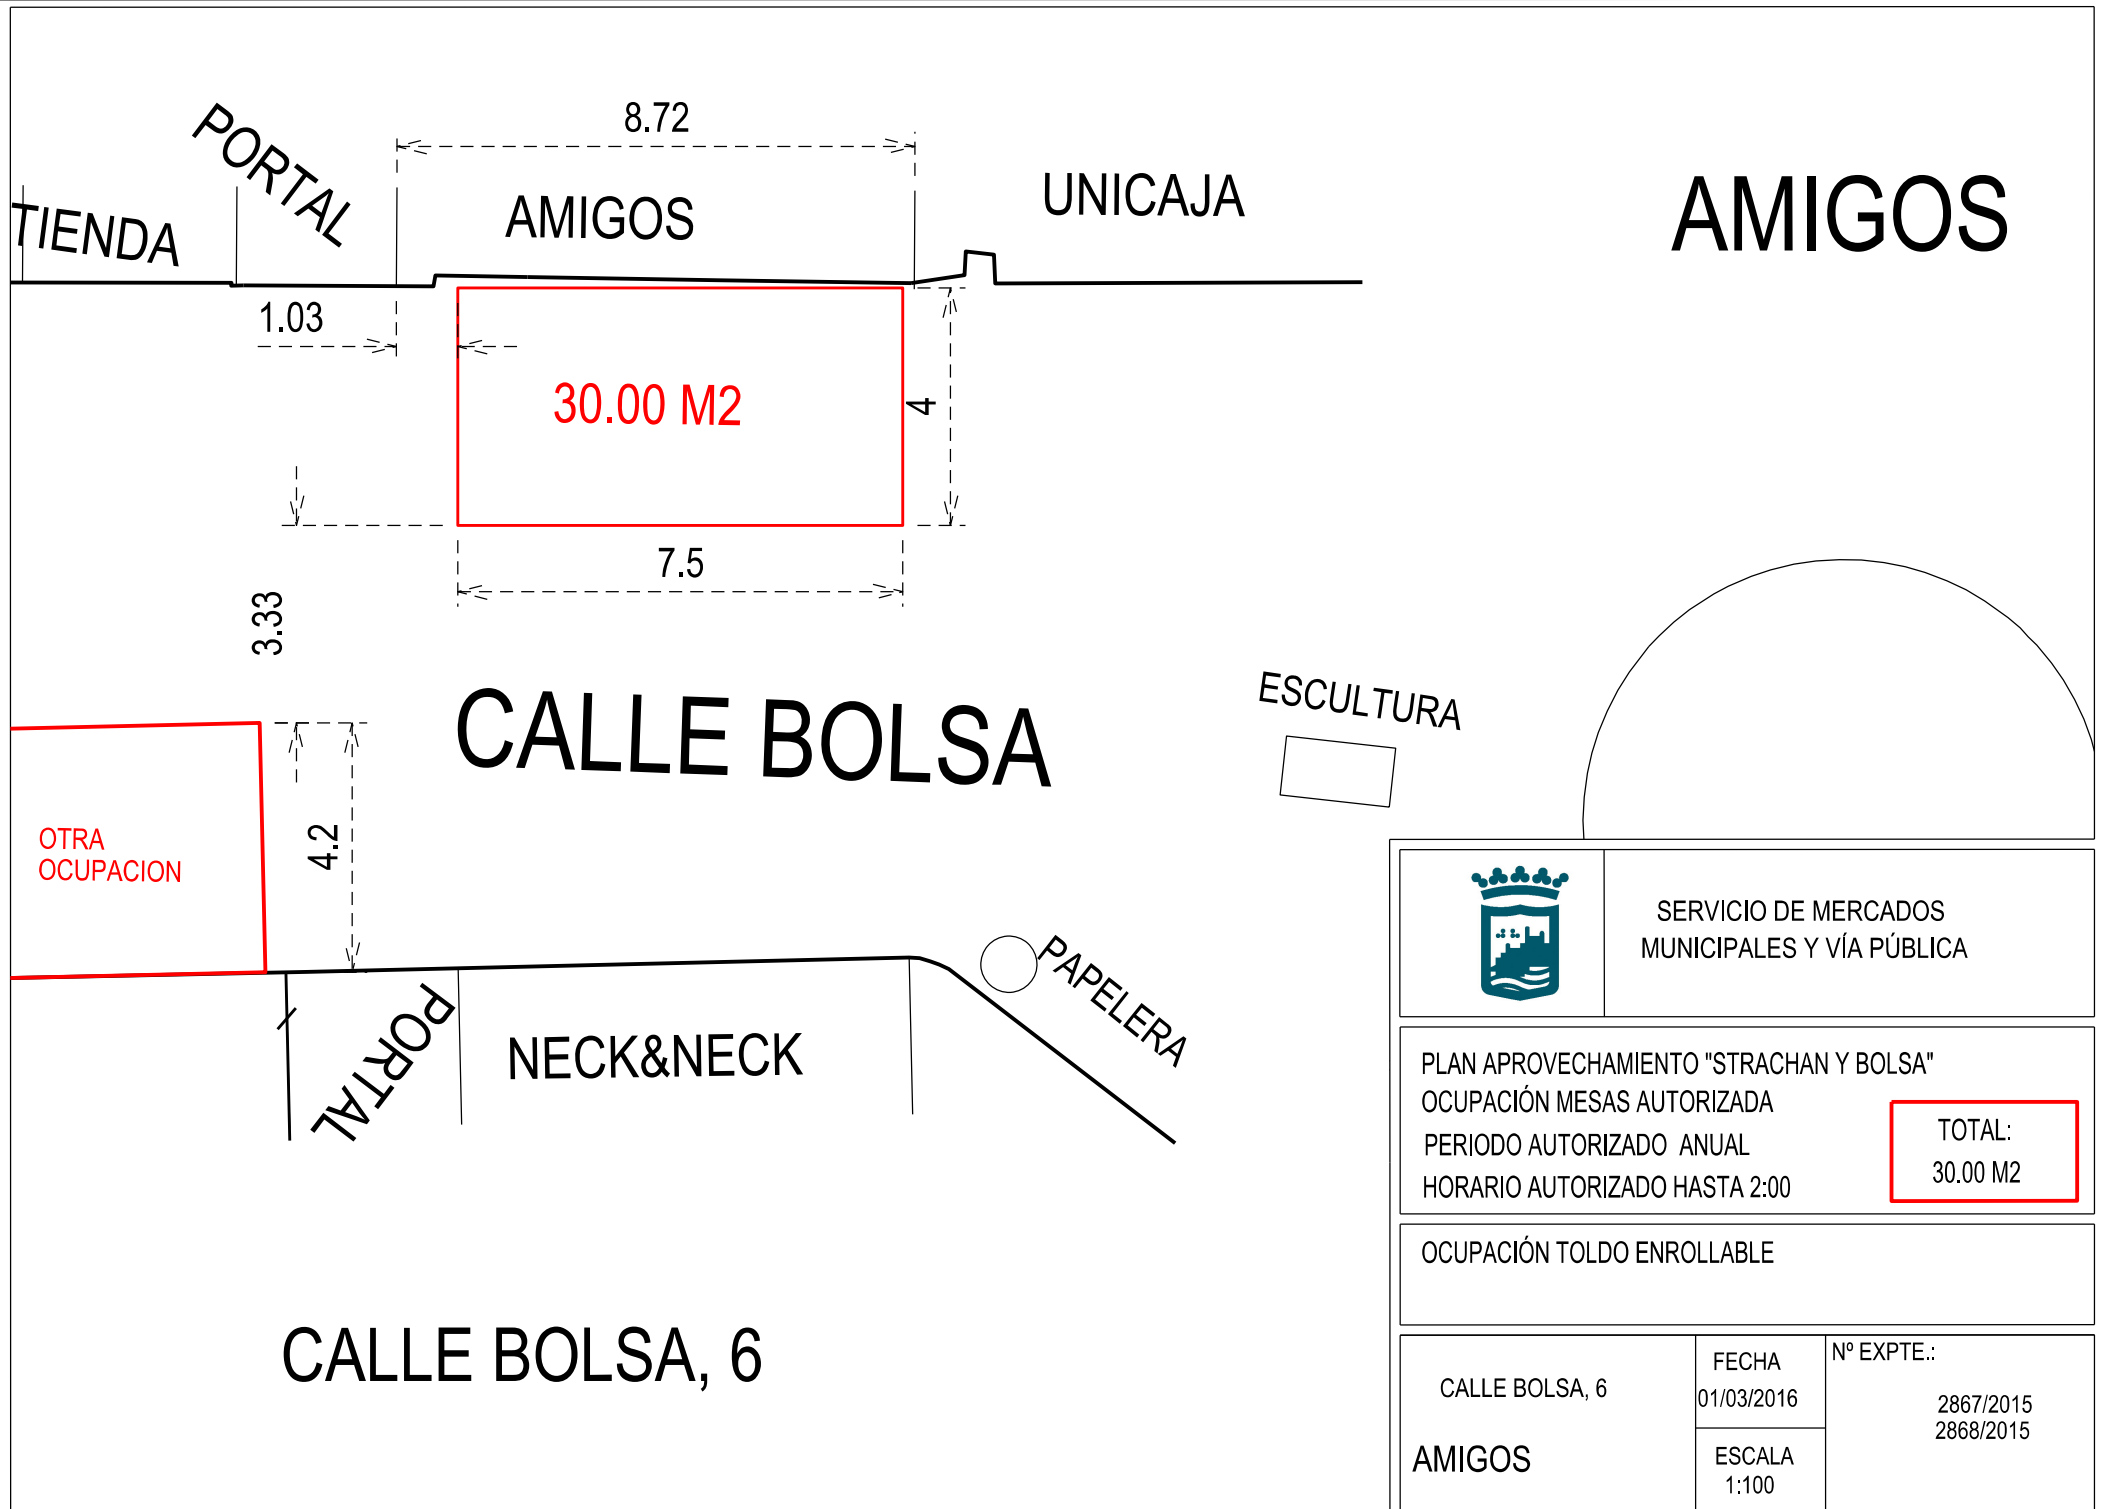 8.72
PORTAL
TIENDA
AMIGOS
UNICAJA
AMIGOS
1.03
30.00 M2
4
7.5
3.33
CALLE BOLSA
ESCULTURA
OTRA
OCUPACION
4.2
PORTAL
NECK&NECK
PAPELERA
CALLE BOLSA, 6
SERVICIO DE MERCADOS
MUNICIPALES Y VÍA PÚBLICA
PLAN APROVECHAMIENTO "STRACHAN Y BOLSA"
OCUPACIÓN MESAS AUTORIZADA
PERIODO AUTORIZADO ANUAL
HORARIO AUTORIZADO HASTA 2:00
TOTAL:
30.00 M2
OCUPACIÓN TOLDO ENROLLABLE
CALLE BOLSA, 6
AMIGOS
FECHA
01/03/2016
ESCALA
1:100
Nº EXPTE.:
2867/2015
2868/2015